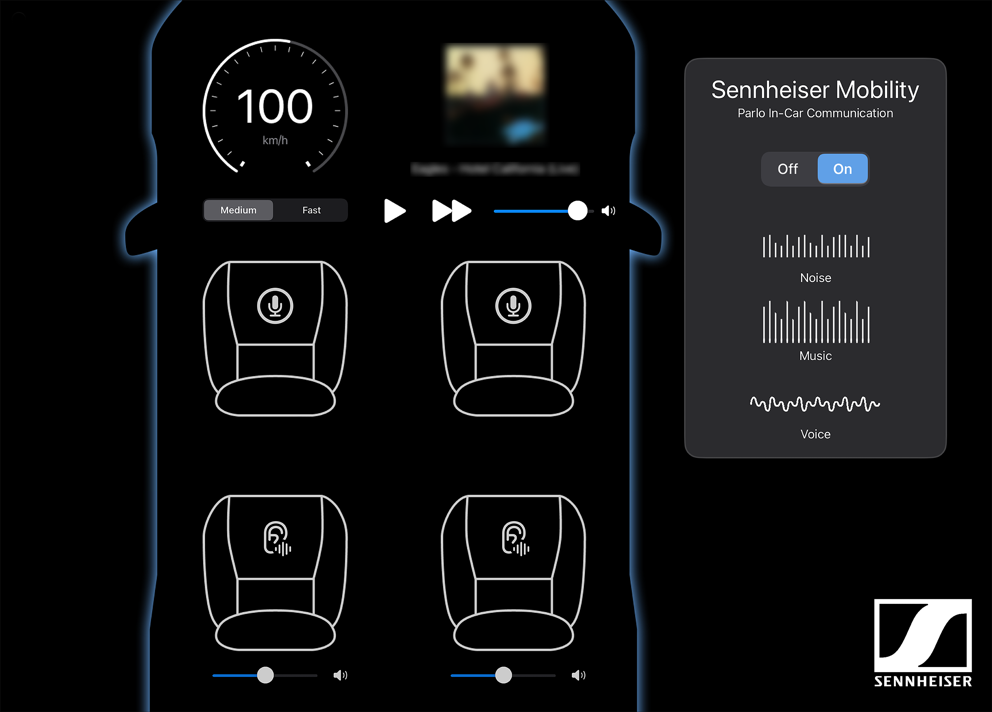 100
km/h
Medium Fast
Sennheiser Mobility
Parlo In-Car Communication
Off On
Noise
Music
Voice
SENNHEISER